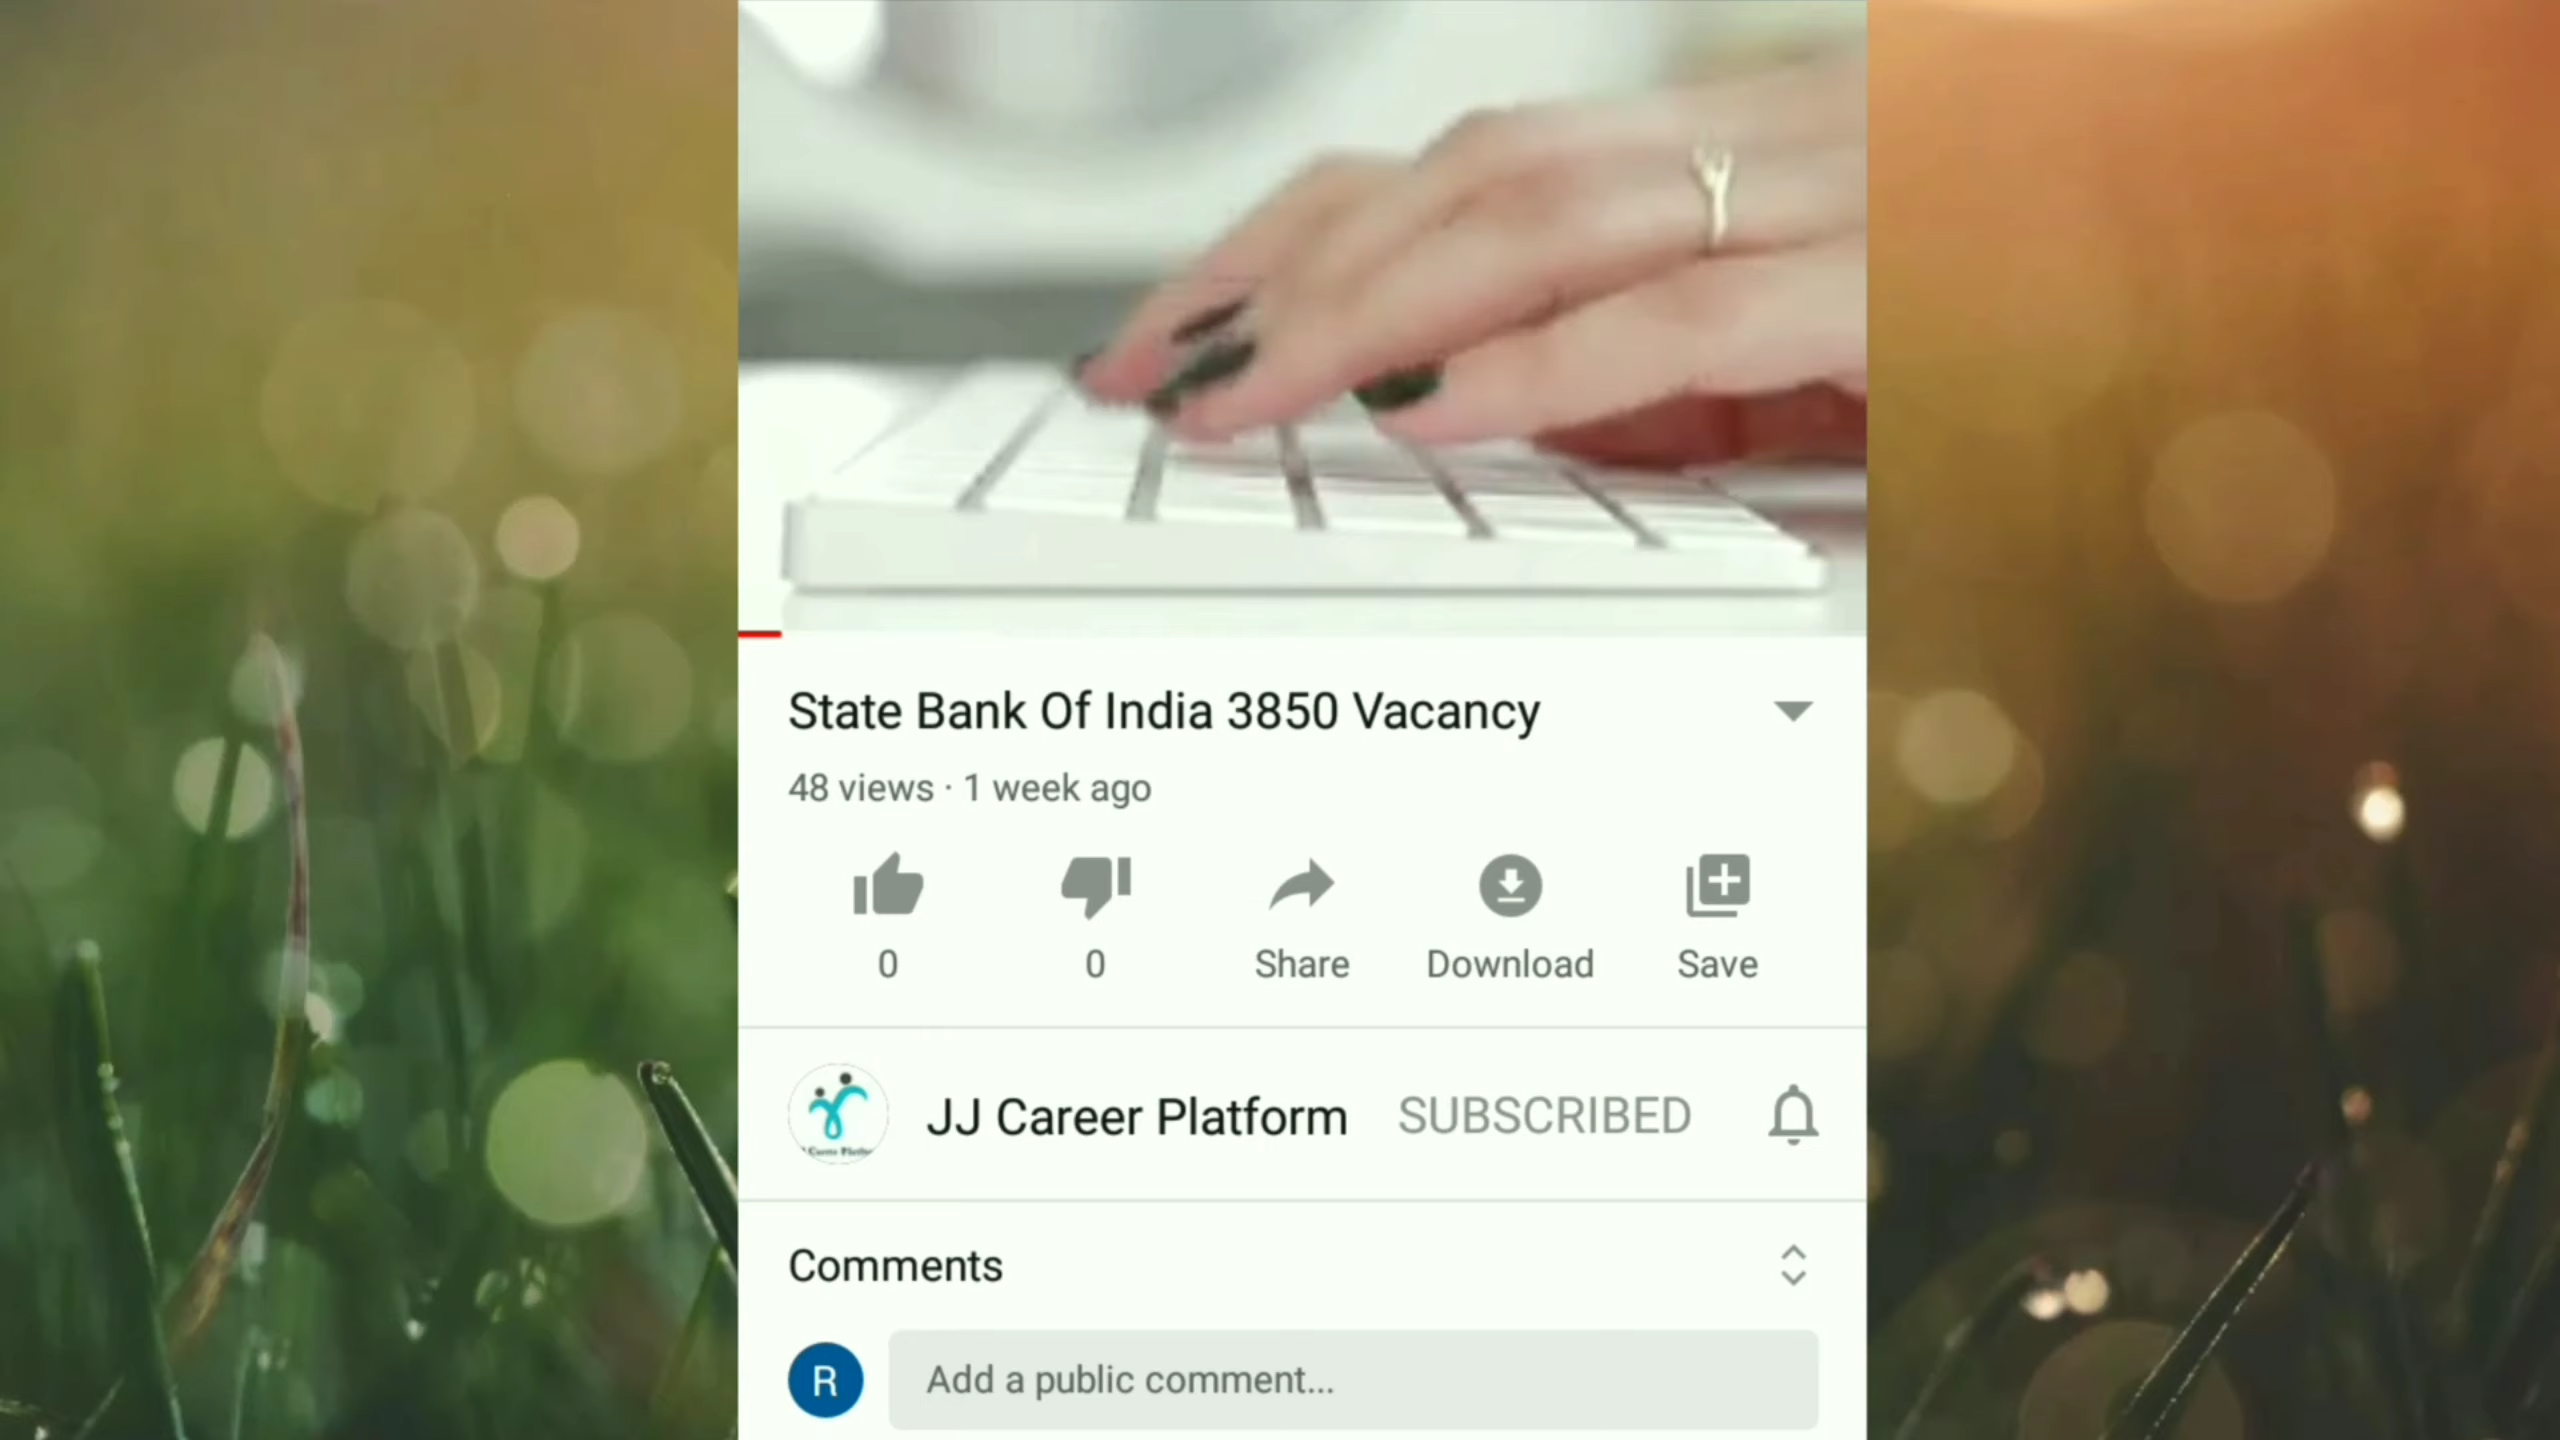 State Bank Of India 3850 Vacancy
48 views · 1 week ago
0 0 Share Download Save
JJ Career Platform SUBSCRIBED
Comments
R Add a public comment...